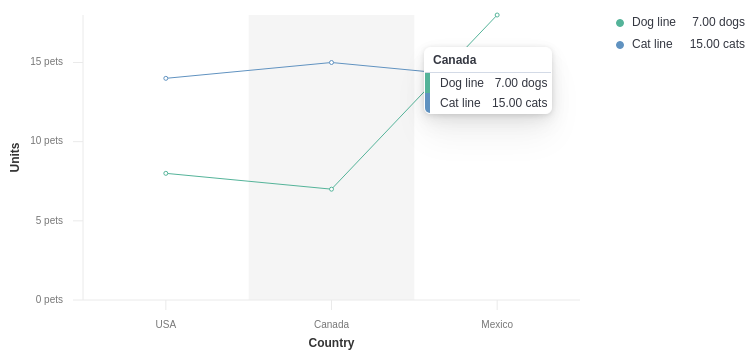 Dog line 7.00 dogs
Cat line 15.00 cats
15 pets
10 pets
5 pets
0 pets
Units
Canada
Dog line 7.00 dogs
Cat line 15.00 cats
USA Canada Mexico
Country